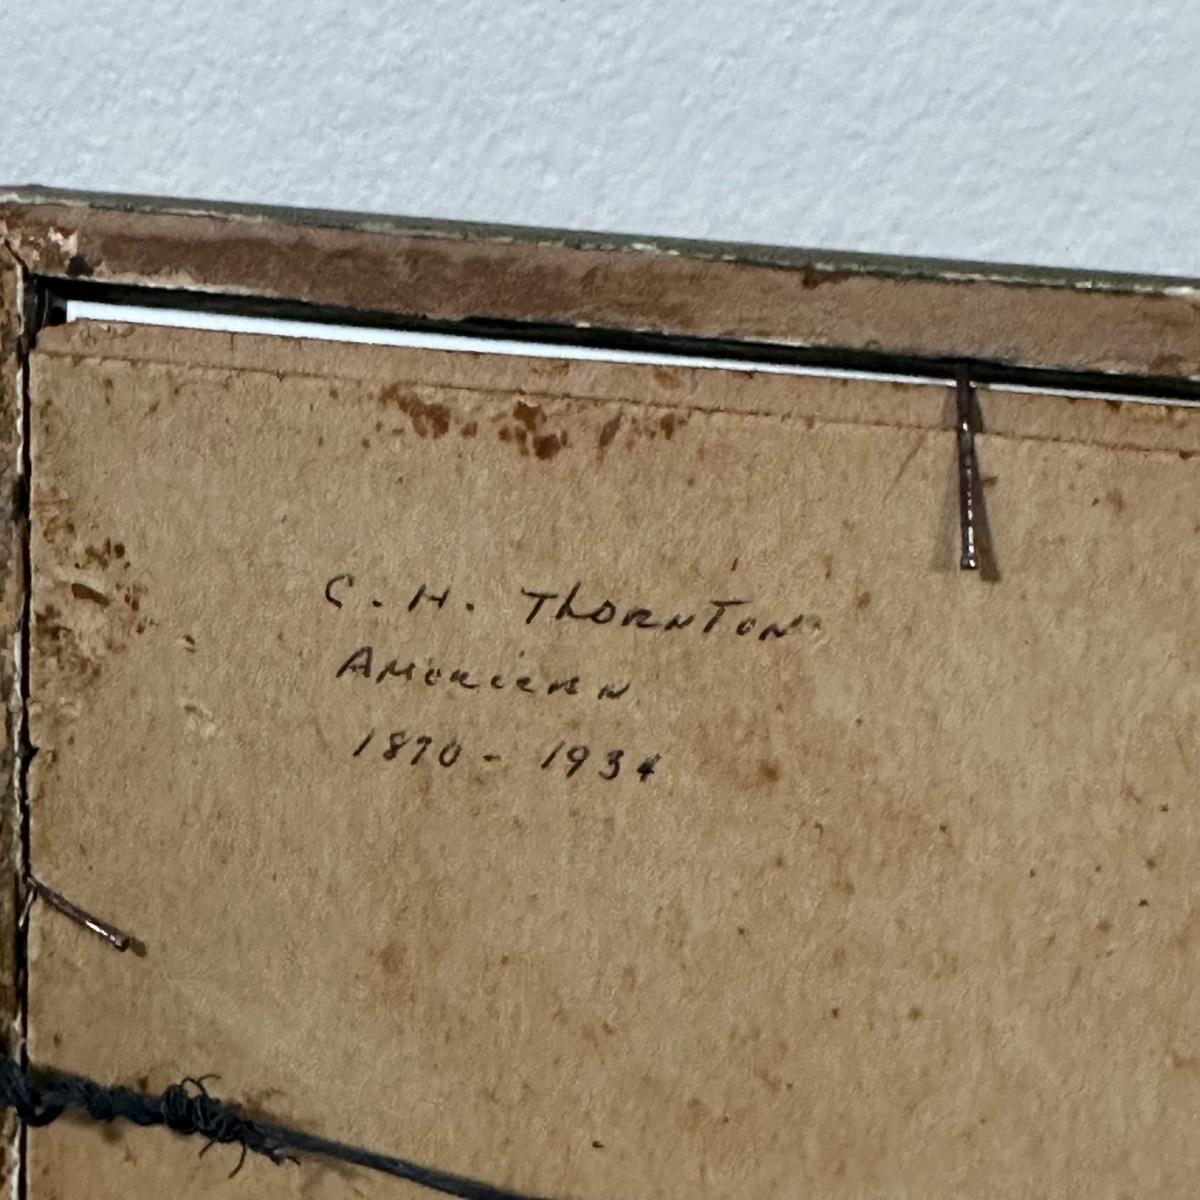 C. H. THORNTON
AMERICAN
1870 - 1934